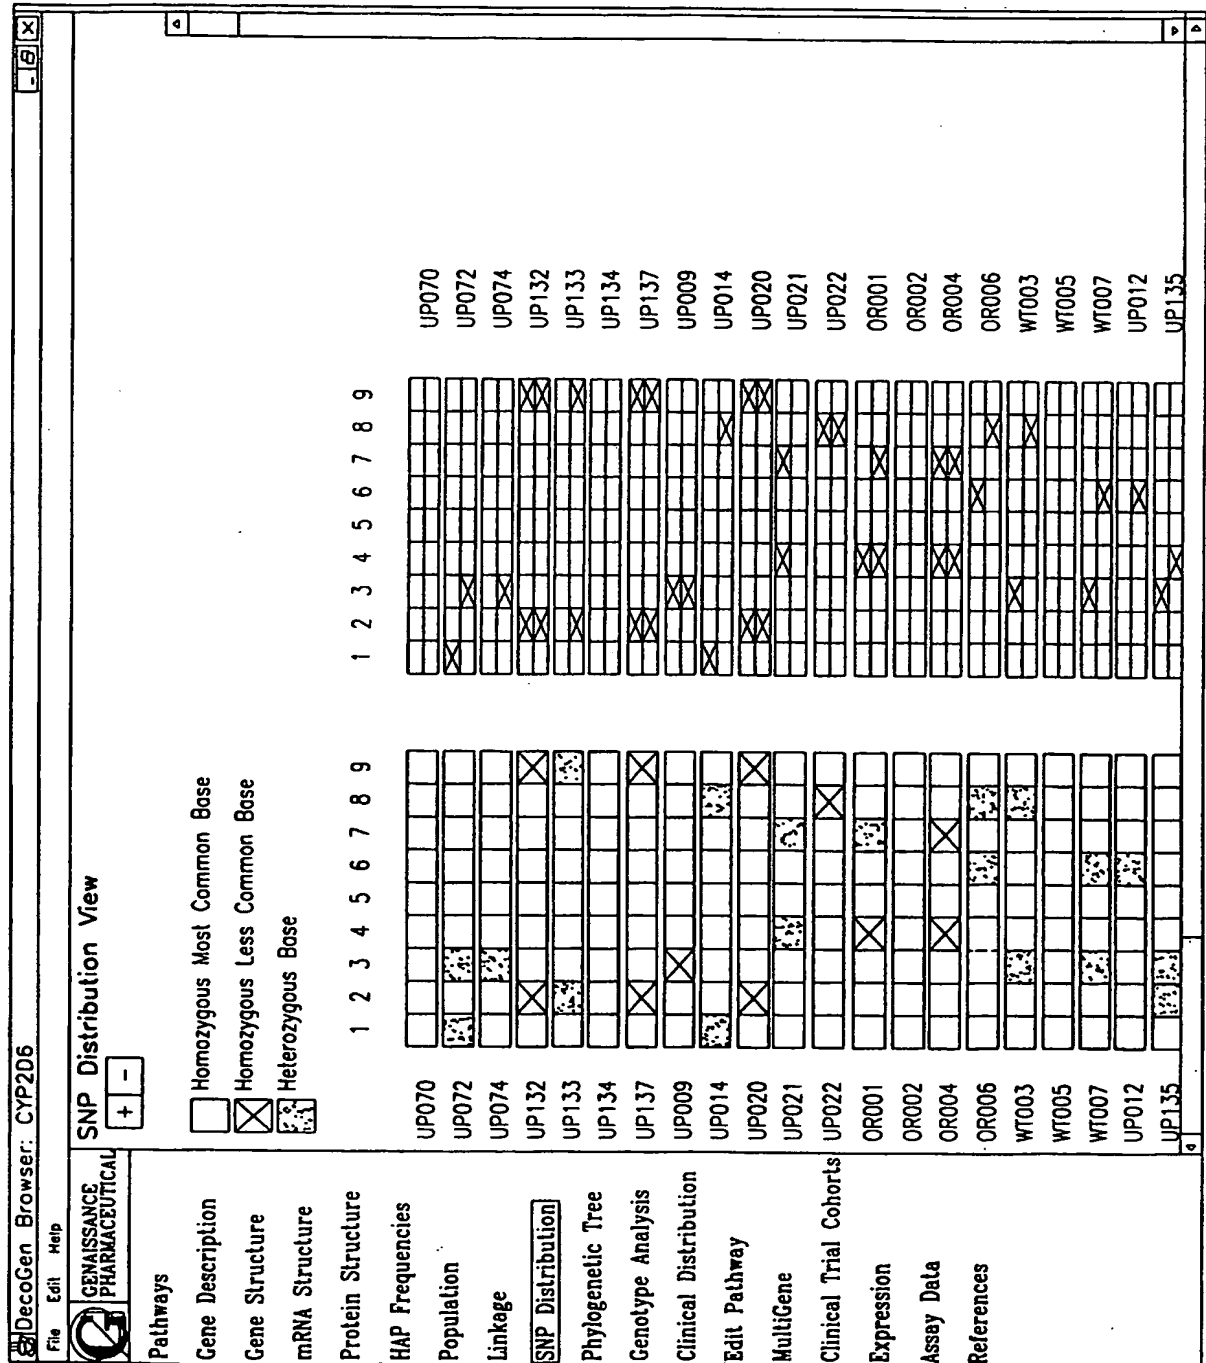 DecoGen Browser: CYP2D6
File Edit Help
GENAISSANCE
PHARMACEUTICAL
Pathways
Gene Description
Gene Structure
mRNA Structure
Protein Structure
HAP Frequencies
Population
Linkage
SNP Distribution
Phylogenetic Tree
Genotype Analysis
Clinical Distribution
Edit Pathway
MultiGene
Clinical Trial Cohorts
Expression
Assay Data
References
SNP Distribution View
+ -
Homozygous Most Common Base
Homozygous Less Common Base
Heterozygous Base
1 2 3 4 5 6 7 8 9 1 2 3 4 5 6 7 8 9
UP070 UP070
UP072 UP072
UP074 UP074
UP132 UP132
UP133 UP133
UP134 UP134
UP137 UP137
UP009 UP009
UP014 UP014
UP020 UP020
UP021 UP021
UP022 UP022
OR001 OR001
OR002 OR002
OR004 OR004
OR006 OR006
WT003 WT003
WT005 WT005
WT007 WT007
UP012 UP012
UP135 UP135